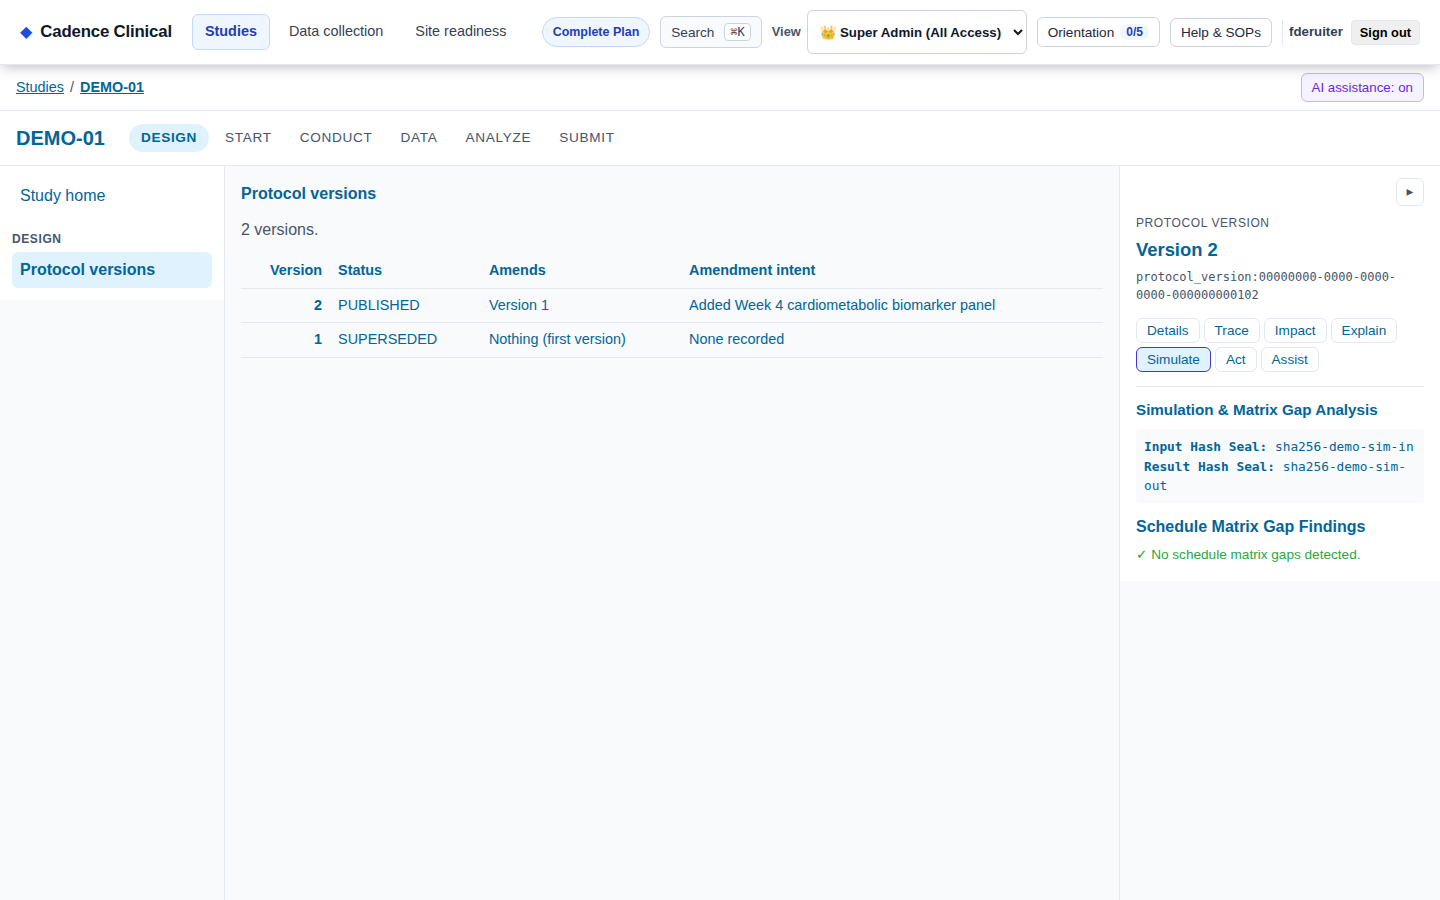 ◆ Cadence Clinical Studies Data collection Site readiness Complete Plan Search ⌘K View 👑 Super Admin (All Access) Orientation 0/5 Help & SOPs fderuiter Sign out
Studies / DEMO-01 AI assistance: on
DEMO-01 DESIGN START CONDUCT DATA ANALYZE SUBMIT
Study home
DESIGN
Protocol versions
Protocol versions
2 versions.
Version Status Amends Amendment intent
2 PUBLISHED Version 1 Added Week 4 cardiometabolic biomarker panel
1 SUPERSEDED Nothing (first version) None recorded
▸
PROTOCOL VERSION
Version 2
protocol_version:00000000-0000-0000-
0000-000000000102
Details Trace Impact Explain
Simulate Act Assist
Simulation & Matrix Gap Analysis
Input Hash Seal: sha256-demo-sim-in
Result Hash Seal: sha256-demo-sim-
out
Schedule Matrix Gap Findings
✓ No schedule matrix gaps detected.